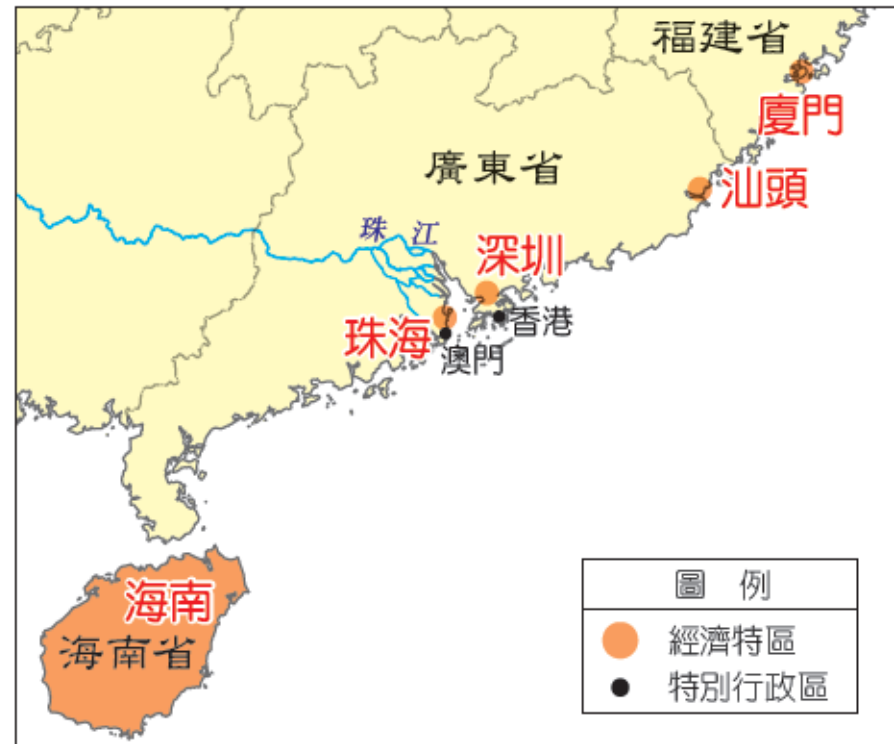 福建省
廈門
廣東省
汕頭
珠江
深圳
香港
珠海
澳門
海南
海南省
圖例
經濟特區
特別行政區